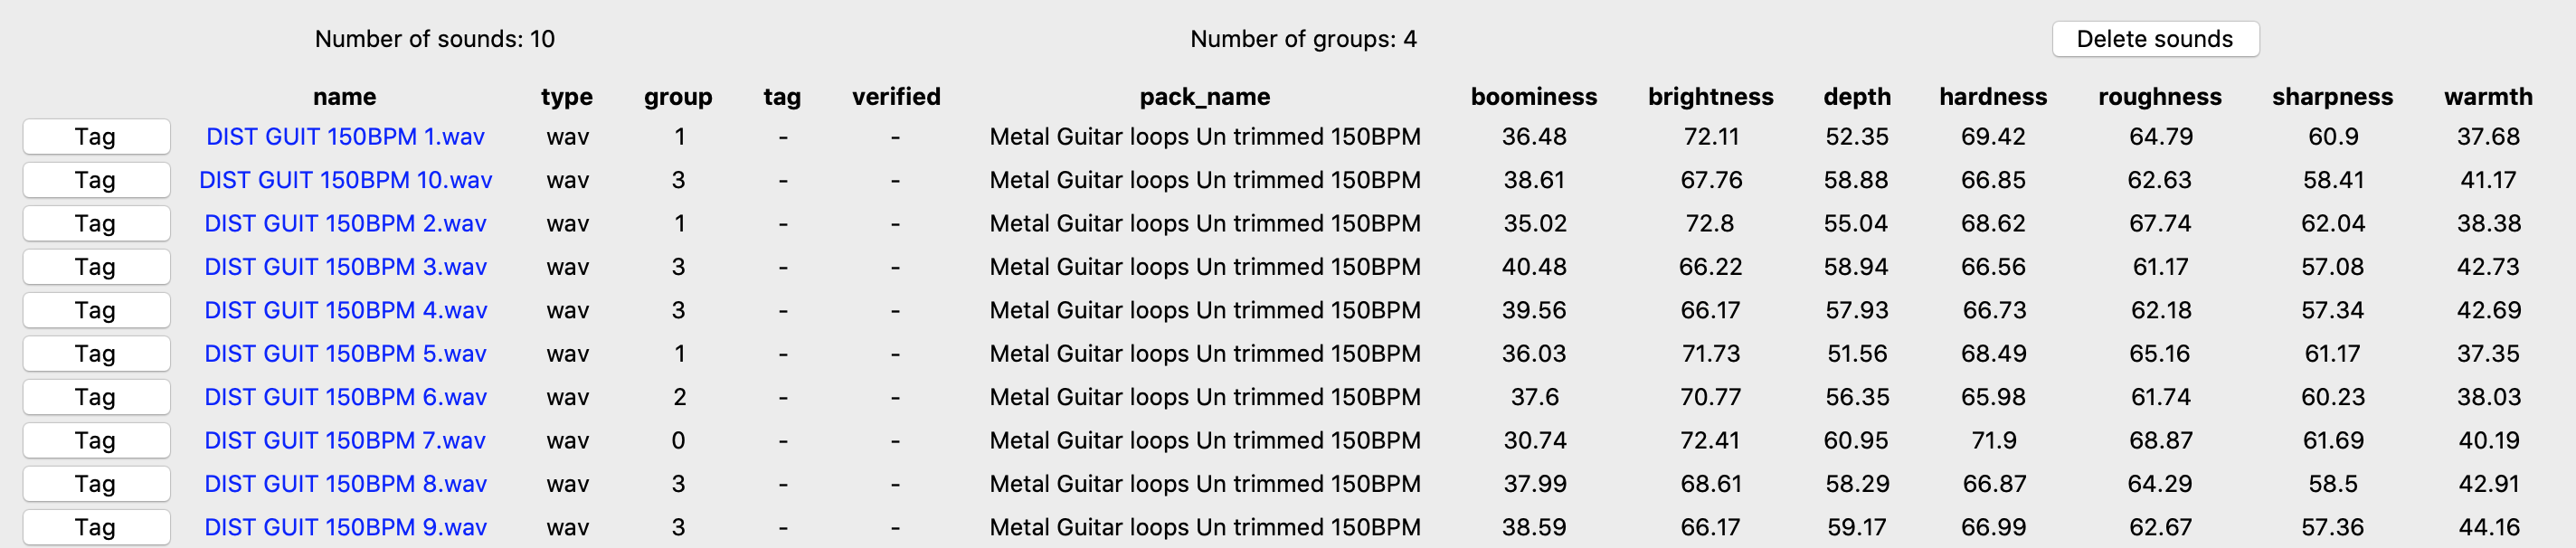 Number of sounds: 10 Number of groups: 4 Delete sounds
name type group tag verified pack_name boominess brightness depth hardness roughness sharpness warmth
Tag DIST GUIT 150BPM 1.wav wav 1 - - Metal Guitar loops Un trimmed 150BPM 36.48 72.11 52.35 69.42 64.79 60.9 37.68
Tag DIST GUIT 150BPM 10.wav wav 3 - - Metal Guitar loops Un trimmed 150BPM 38.61 67.76 58.88 66.85 62.63 58.41 41.17
Tag DIST GUIT 150BPM 2.wav wav 1 - - Metal Guitar loops Un trimmed 150BPM 35.02 72.8 55.04 68.62 67.74 62.04 38.38
Tag DIST GUIT 150BPM 3.wav wav 3 - - Metal Guitar loops Un trimmed 150BPM 40.48 66.22 58.94 66.56 61.17 57.08 42.73
Tag DIST GUIT 150BPM 4.wav wav 3 - - Metal Guitar loops Un trimmed 150BPM 39.56 66.17 57.93 66.73 62.18 57.34 42.69
Tag DIST GUIT 150BPM 5.wav wav 1 - - Metal Guitar loops Un trimmed 150BPM 36.03 71.73 51.56 68.49 65.16 61.17 37.35
Tag DIST GUIT 150BPM 6.wav wav 2 - - Metal Guitar loops Un trimmed 150BPM 37.6 70.77 56.35 65.98 61.74 60.23 38.03
Tag DIST GUIT 150BPM 7.wav wav 0 - - Metal Guitar loops Un trimmed 150BPM 30.74 72.41 60.95 71.9 68.87 61.69 40.19
Tag DIST GUIT 150BPM 8.wav wav 3 - - Metal Guitar loops Un trimmed 150BPM 37.99 68.61 58.29 66.87 64.29 58.5 42.91
Tag DIST GUIT 150BPM 9.wav wav 3 - - Metal Guitar loops Un trimmed 150BPM 38.59 66.17 59.17 66.99 62.67 57.36 44.16